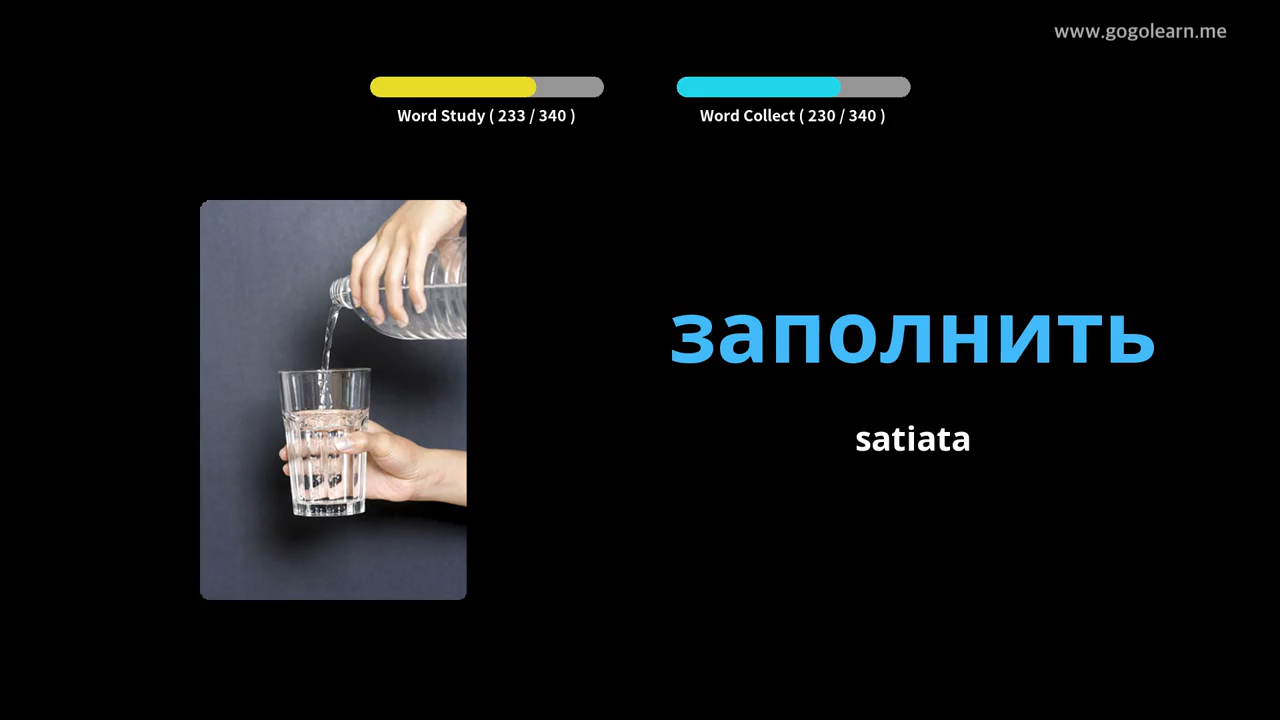 www.gogolearn.me
Word Study ( 233 / 340 )
Word Collect ( 230 / 340 )
заполнить
satiata